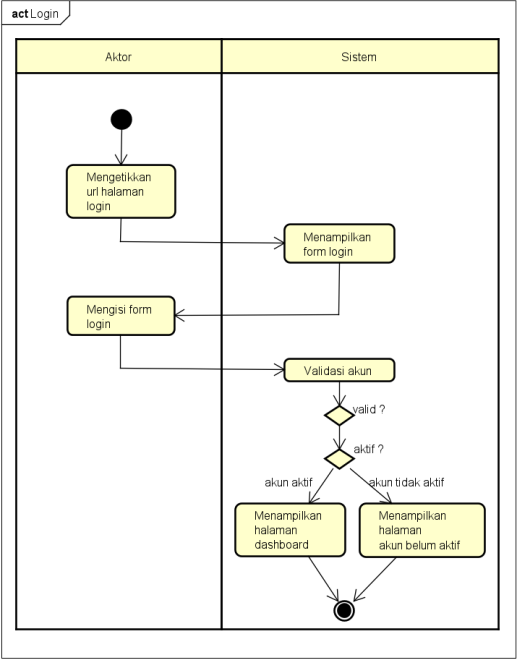 act Login
Aktor
Sistem
Mengetikkan
url halaman
login
Menampilkan
form login
Mengisi form
login
Validasi akun
valid ?
aktif ?
akun aktif
akun tidak aktif
Menampilkan
halaman
dashboard
Menampilkan
halaman
akun belum aktif